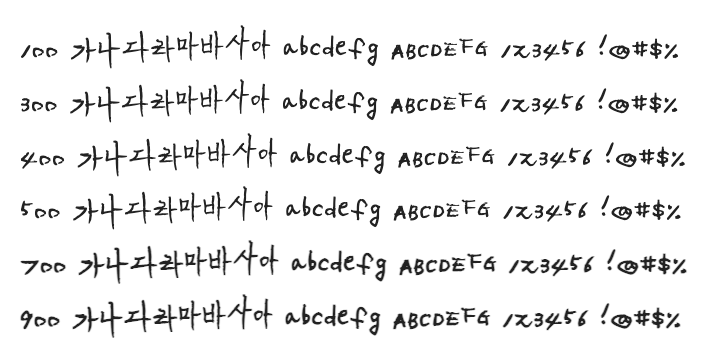 100 가나다라마바사아 abcdefg ABCDEFG 123456 !@#$%
300 가나다라마바사아 abcdefg ABCDEFG 123456 !@#$%
400 가나다라마바사아 abcdefg ABCDEFG 123456 !@#$%
500 가나다라마바사아 abcdefg ABCDEFG 123456 !@#$%
700 가나다라마바사아 abcdefg ABCDEFG 123456 !@#$%
900 가나다라마바사아 abcdefg ABCDEFG 123456 !@#$%